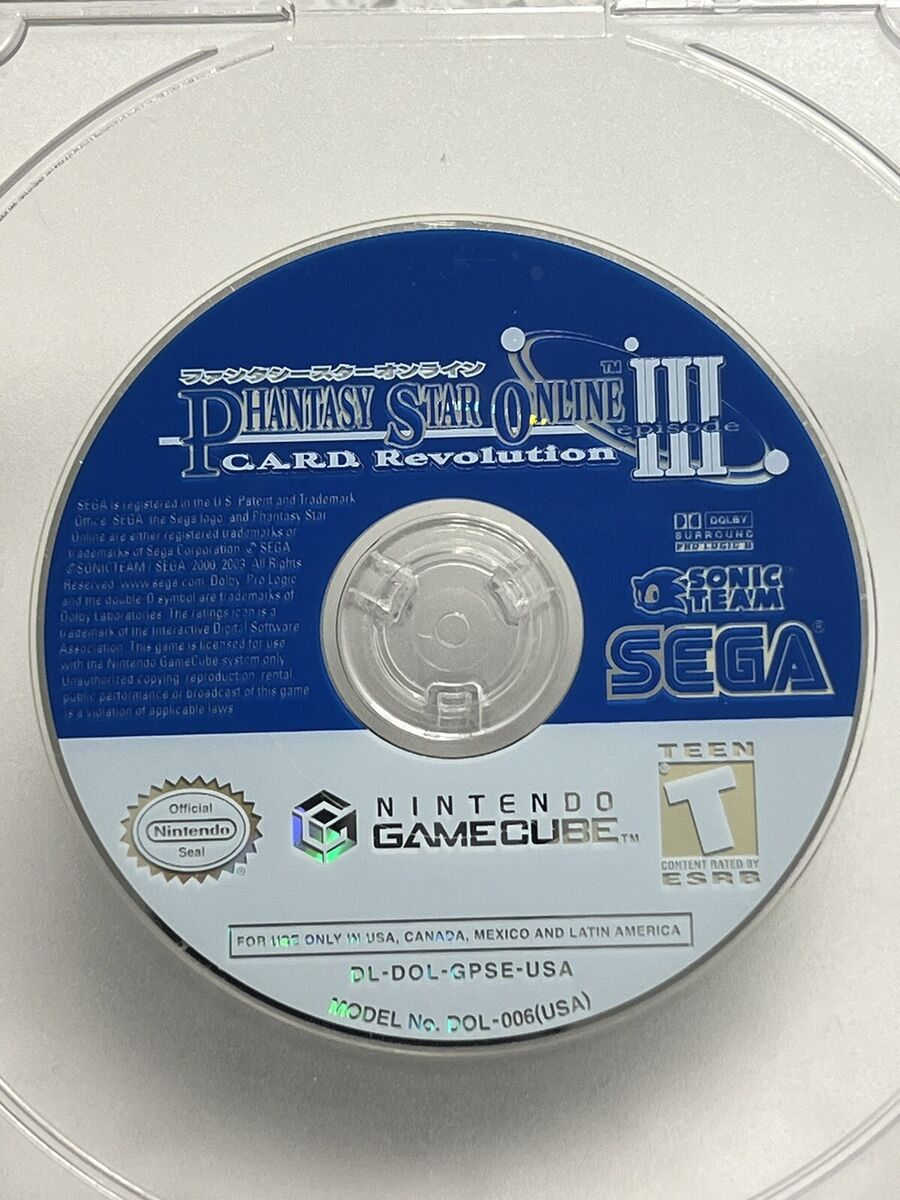 ファンタシースターオンライン
PHANTASY STAR ONLINE™
episode III
C.A.R.D. Revolution
SEGA is registered in the U.S. Patent and Trademark
Office. SEGA, the Sega logo and Phantasy Star
Online are either registered trademarks or
trademarks of Sega Corporation. © SEGA
©SONICTEAM / SEGA, 2000, 2003. All Rights
Reserved. www.sega.com. Dolby, Pro Logic
and the double-D symbol are trademarks of
Dolby Laboratories. The ratings icon is a
trademark of the Interactive Digital Software
Association. This game is licensed for use
with the Nintendo GameCube system only.
Unauthorized copying, reproduction, rental,
public performance or broadcast of this game
is a violation of applicable laws.
DOLBY
SURROUND
PRO LOGIC II
SONIC
TEAM™
SEGA®
Official
Nintendo
Seal
®
NINTENDO
GAMECUBE™
TEEN
T
®
CONTENT RATED BY
ESRB
FOR USE ONLY IN USA, CANADA, MEXICO AND LATIN AMERICA
DL-DOL-GPSE-USA
MODEL No. DOL-006(USA)